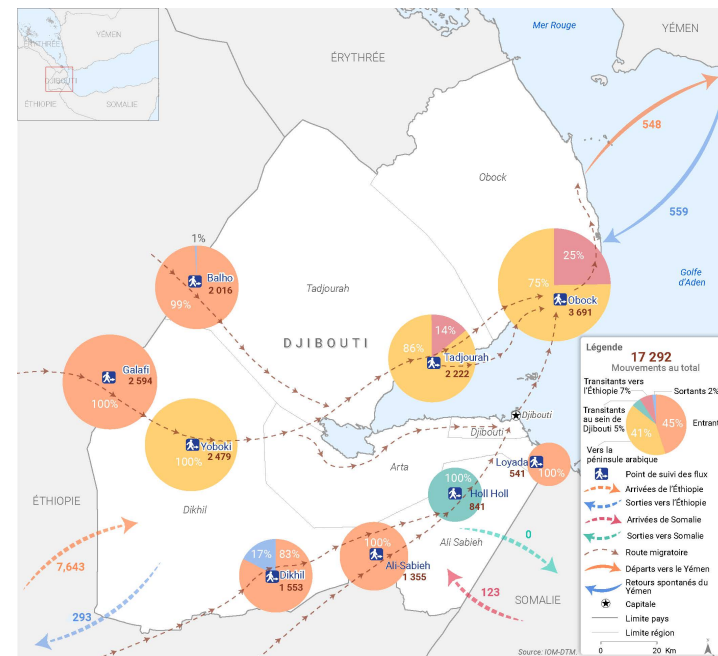 Mer Rouge
YÉMEN
ÉRYTHRÉE
YÉMEN
ÉRYTHRÉE
DJIBOUTI
ÉTHIOPIE
SOMALIE
548
Obock
559
Golfe
d'Aden
1%
Balho
2 016
99%
Tadjourah
75%
25%
Obock
3 691
DJIBOUTI
86%
14%
Tadjourah
2 222
Galafi
2 594
100%
Yoboki
2 479
100%
Dikhil
Djibouti
Djibouti
Arta
Loyada
541
100%
100%
Holl Holl
841
Ali Sabieh
ÉTHIOPIE
7,643
293
17%
83%
Dikhil
1 553
100%
Ali-Sabieh
1 355
0
123
SOMALIE
Légende
17 292
Mouvements au total
Transitants vers
l'Éthiopie 7%
Sortants 2%
Transitants
au sein de
Djibouti 5%
45%
Entrant
41%
Vers la
péninsule arabique
Point de suivi des flux
Arrivées de l'Éthiopie
Sorties vers l'Éthiopie
Arrivées de Somalie
Sorties vers Somalie
Route migratoire
Départs vers le Yémen
Retours spontanés du
Yémen
Capitale
Limite pays
Limite région
0 20 Km
Source: IOM-DTM.